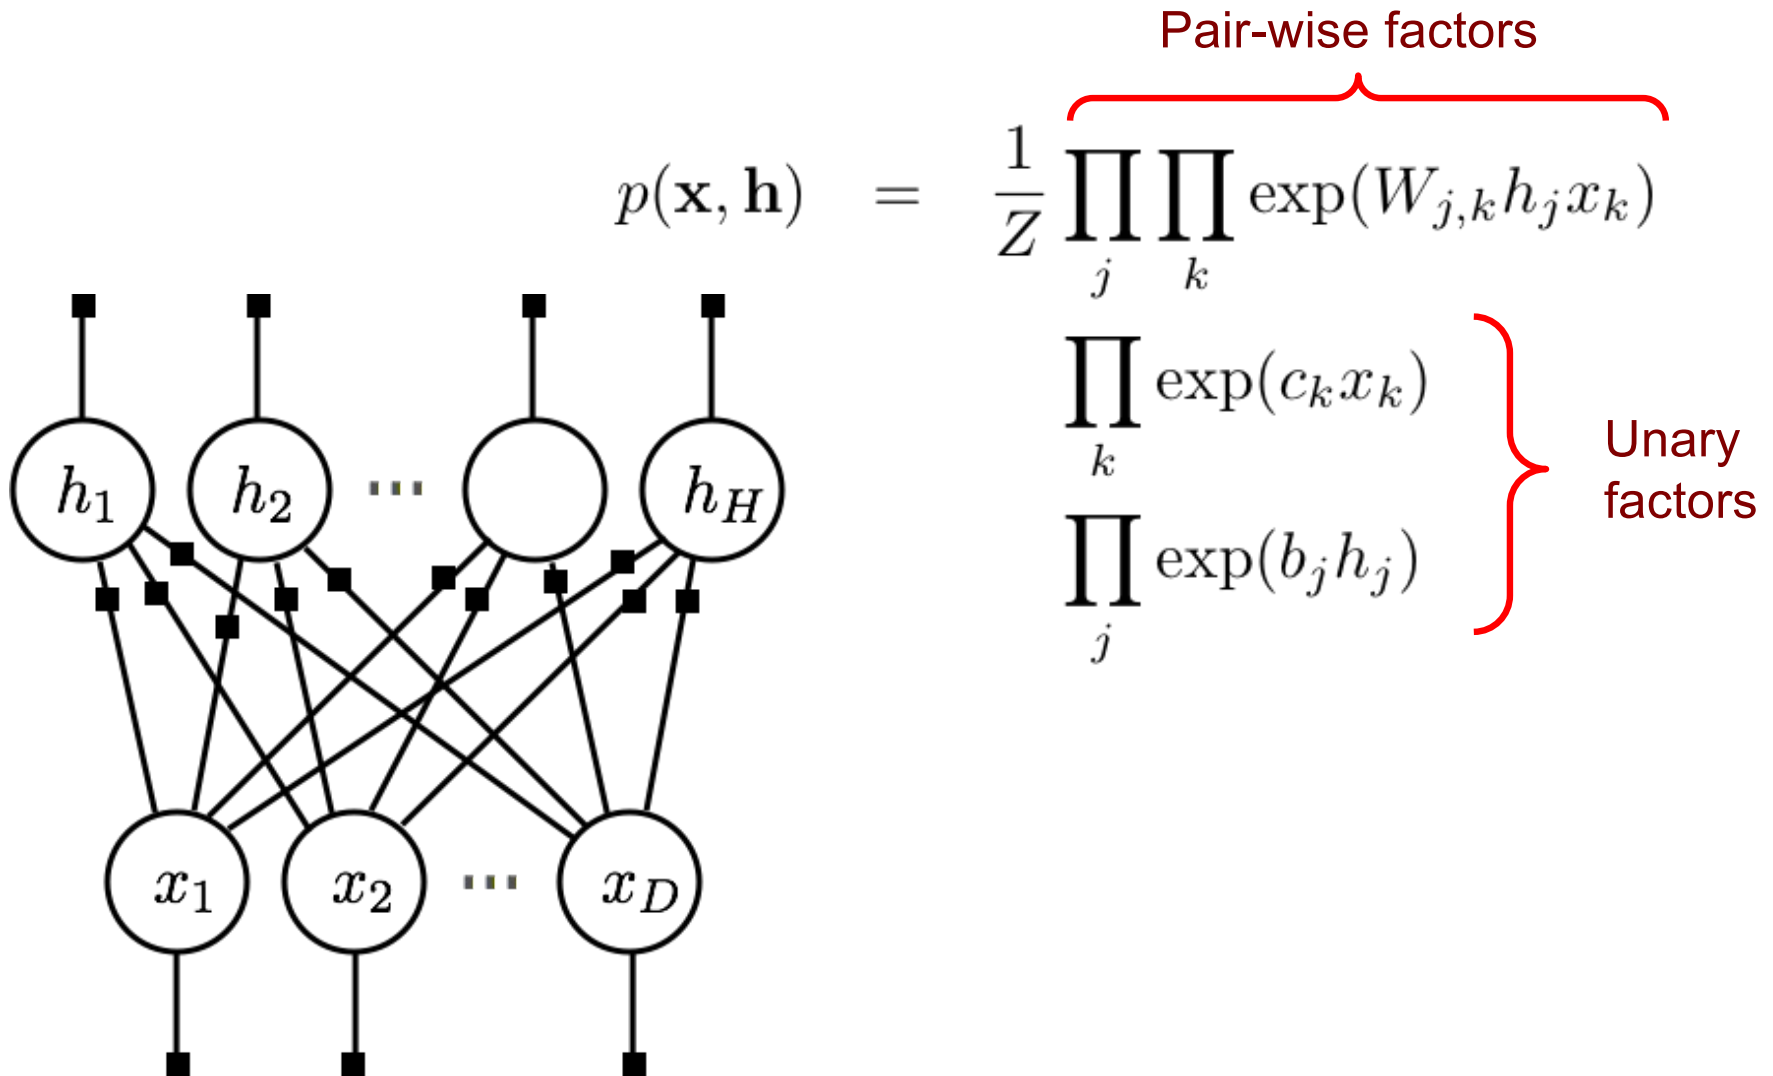 Pair-wise factors
p(x, h) = 1/Z ∏_j ∏_k exp(W_{j,k} h_j x_k)
∏_k exp(c_k x_k)
∏_j exp(b_j h_j)
Unary
factors
h_1 h_2 ... h_H
x_1 x_2 ... x_D